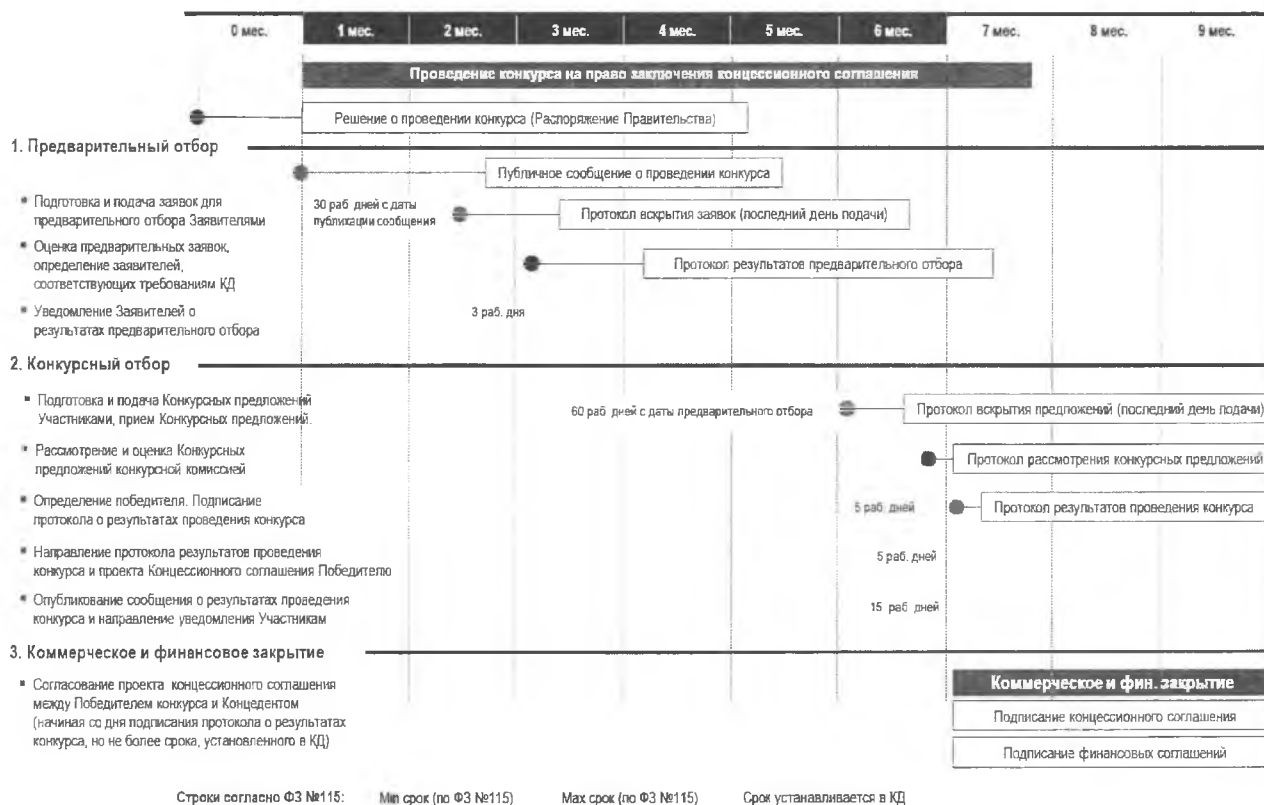 0 мес. 1 мес. 2 мес. 3 мес. 4 мес. 5 мес. 6 мес. 7 мес. 8 мес. 9 мес.
Проведение конкурса на право заключения концессионного соглашения
Решение о проведении конкурса (Распоряжение Правительства)
1. Предварительный отбор
Публичное сообщение о проведении конкурса
Подготовка и подача заявок для
предварительного отбора Заявителями
30 раб. дней с даты
публикации сообщения
Протокол вскрытия заявок (последний день подачи)
Оценка предварительных заявок,
определение заявителей,
соответствующих требованиям КД
Протокол результатов предварительного отбора
Уведомление Заявителей о
результатах предварительного отбора
3 раб. дня
2. Конкурсный отбор
Подготовка и подача Конкурсных предложений
Участниками, прием Конкурсных предложений.
60 раб. дней с даты предварительного отбора
Протокол вскрытия предложений (последний день подачи)
Рассмотрение и оценка Конкурсных
предложений конкурсной комиссией
Протокол рассмотрения конкурсных предложений
Определение победителя. Подписание
протокола о результатах проведения конкурса
5 раб. дней
Протокол результатов проведения конкурса
Направление протокола результатов проведения
конкурса и проекта Концессионного соглашения Победителю
5 раб. дней
Опубликование сообщения о результатах проведения
конкурса и направление уведомления Участникам
15 раб. дней
3. Коммерческое и финансовое закрытие
Согласование проекта концессионного соглашения
между Победителем конкурса и Концедентом
(начиная со дня подписания протокола о результатах
конкурса, но не более срока, установленного в КД)
Коммерческое и фин. закрытие
Подписание концессионного соглашения
Подписание финансовых соглашений
Строки согласно ФЗ №115: Min срок (по ФЗ №115) Max срок (по ФЗ №115) Срок устанавливается в КД